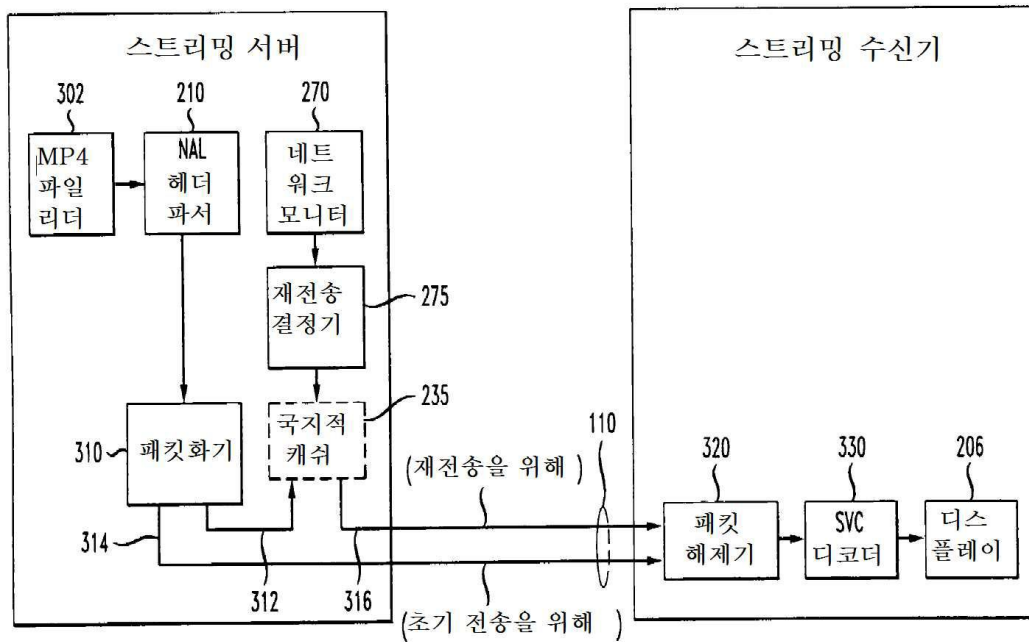 스트리밍 서버
스트리밍 수신기
302
210
270
MP4
파일
리더
NAL
헤더
파서
네트
워크
모니터
재전송
결정기
275
국지적
캐쉬
235
310
패킷화기
(재전송을 위해)
110
320
330
206
패킷
해제기
SVC
디코더
디스
플레이
314
312
316
(초기 전송을 위해)